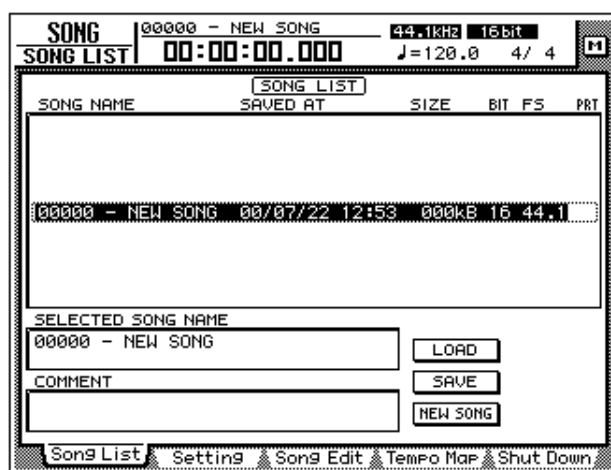 SONG 00000 - NEW SONG 44.1kHz 16bit
SONG LIST 00:00:00.000 ♩=120.0 4/ 4 M
SONG LIST
SONG NAME SAVED AT SIZE BIT FS PRT
00000 - NEW SONG 00/07/22 12:53 000kB 16 44.1
SELECTED SONG NAME
00000 - NEW SONG
LOAD
COMMENT
SAVE
NEW SONG
Song List Setting Song Edit Tempo Map Shut Down